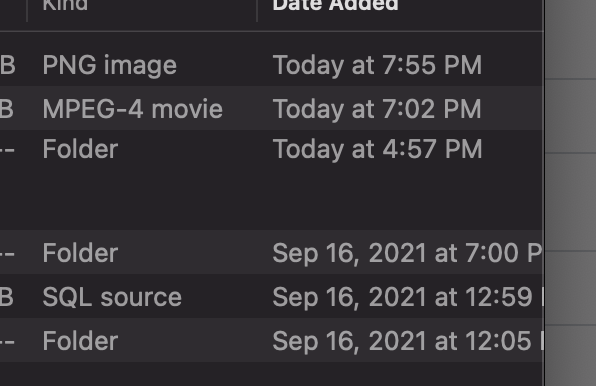 Kind Date Added
B PNG image Today at 7:55 PM
B MPEG-4 movie Today at 7:02 PM
-- Folder Today at 4:57 PM
-- Folder Sep 16, 2021 at 7:00 P
B SQL source Sep 16, 2021 at 12:59
-- Folder Sep 16, 2021 at 12:05